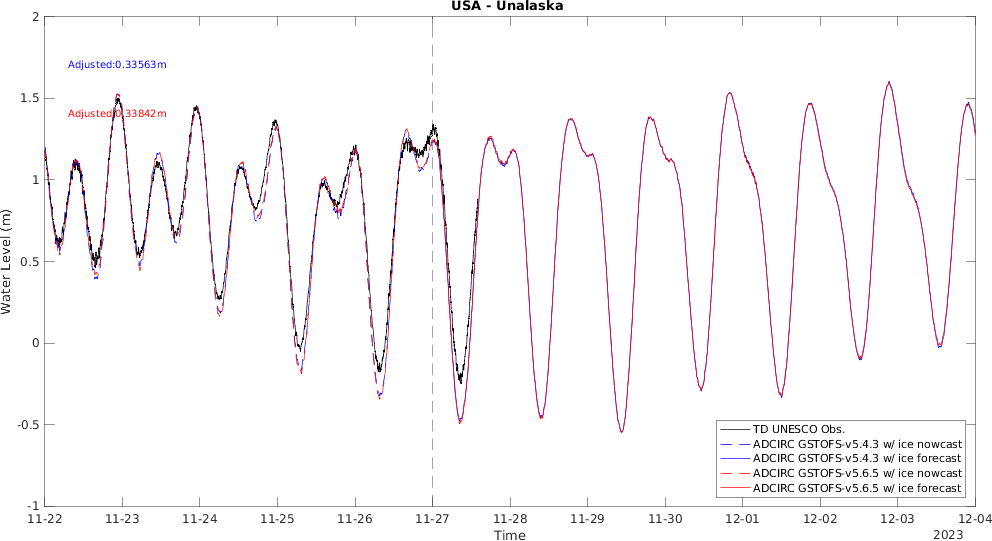 USA - Unalaska
Adjusted:0.33563m
Adjusted:0.33842m
Water Level (m)
2
1.5
1
0.5
0
-0.5
-1
TD UNESCO Obs.
ADCIRC GSTOFS-v5.4.3 w/ ice nowcast
ADCIRC GSTOFS-v5.4.3 w/ ice forecast
ADCIRC GSTOFS-v5.6.5 w/ ice nowcast
ADCIRC GSTOFS-v5.6.5 w/ ice forecast
11-22 11-23 11-24 11-25 11-26 11-27 11-28 11-29 11-30 12-01 12-02 12-03 12-04
Time
2023